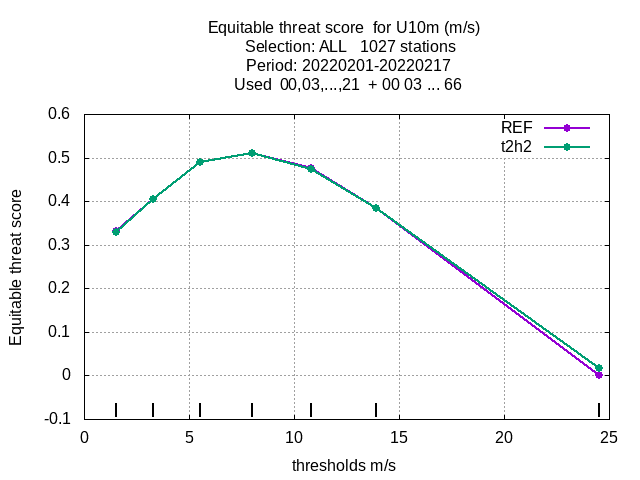 Equitable threat score  for U10m (m/s)
Selection: ALL   1027 stations
Period: 20220201-20220217
Used  00,03,...,21  + 00 03 ... 66
REF
t2h2
0.6
0.5
0.4
0.3
0.2
0.1
0
-0.1
Equitable threat score
0 5 10 15 20 25
thresholds m/s